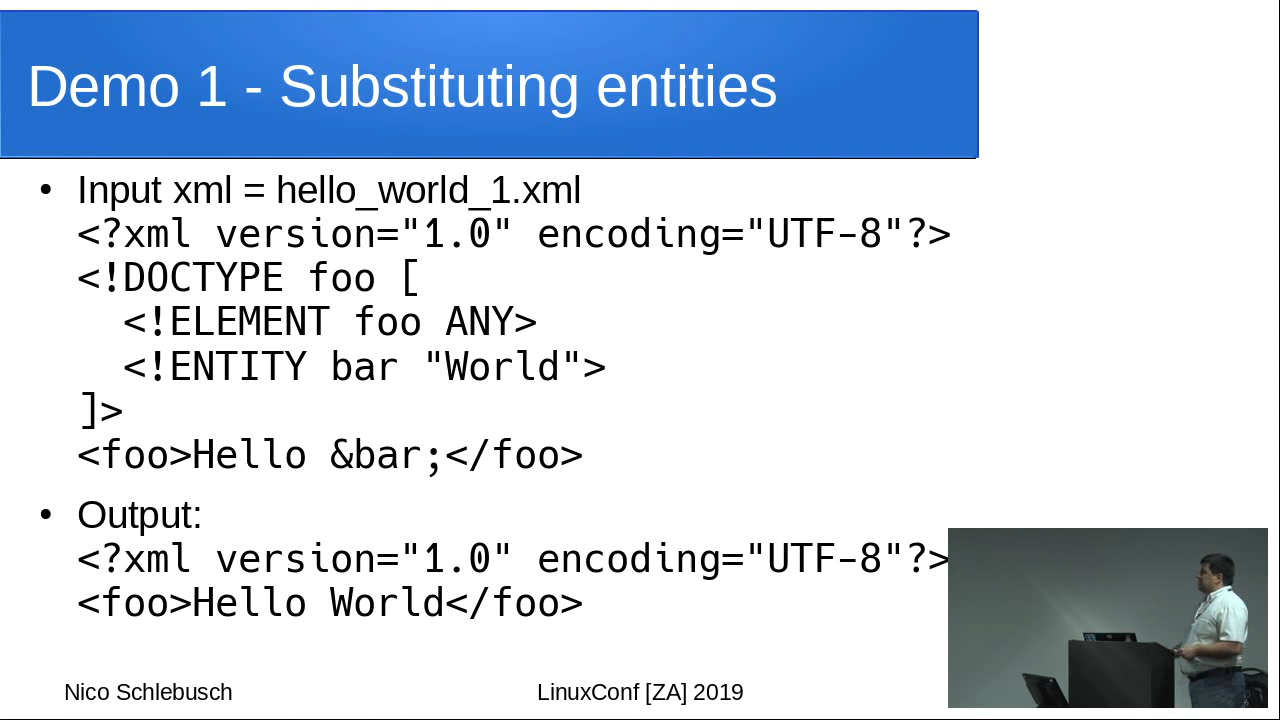 Demo 1 - Substituting entities
• Input xml = hello_world_1.xml
<?xml version="1.0" encoding="UTF-8"?>
<!DOCTYPE foo [
  <!ELEMENT foo ANY>
  <!ENTITY bar "World">
]>
<foo>Hello &bar;</foo>
• Output:
<?xml version="1.0" encoding="UTF-8"?>
<foo>Hello World</foo>
Nico Schlebusch
LinuxConf [ZA] 2019